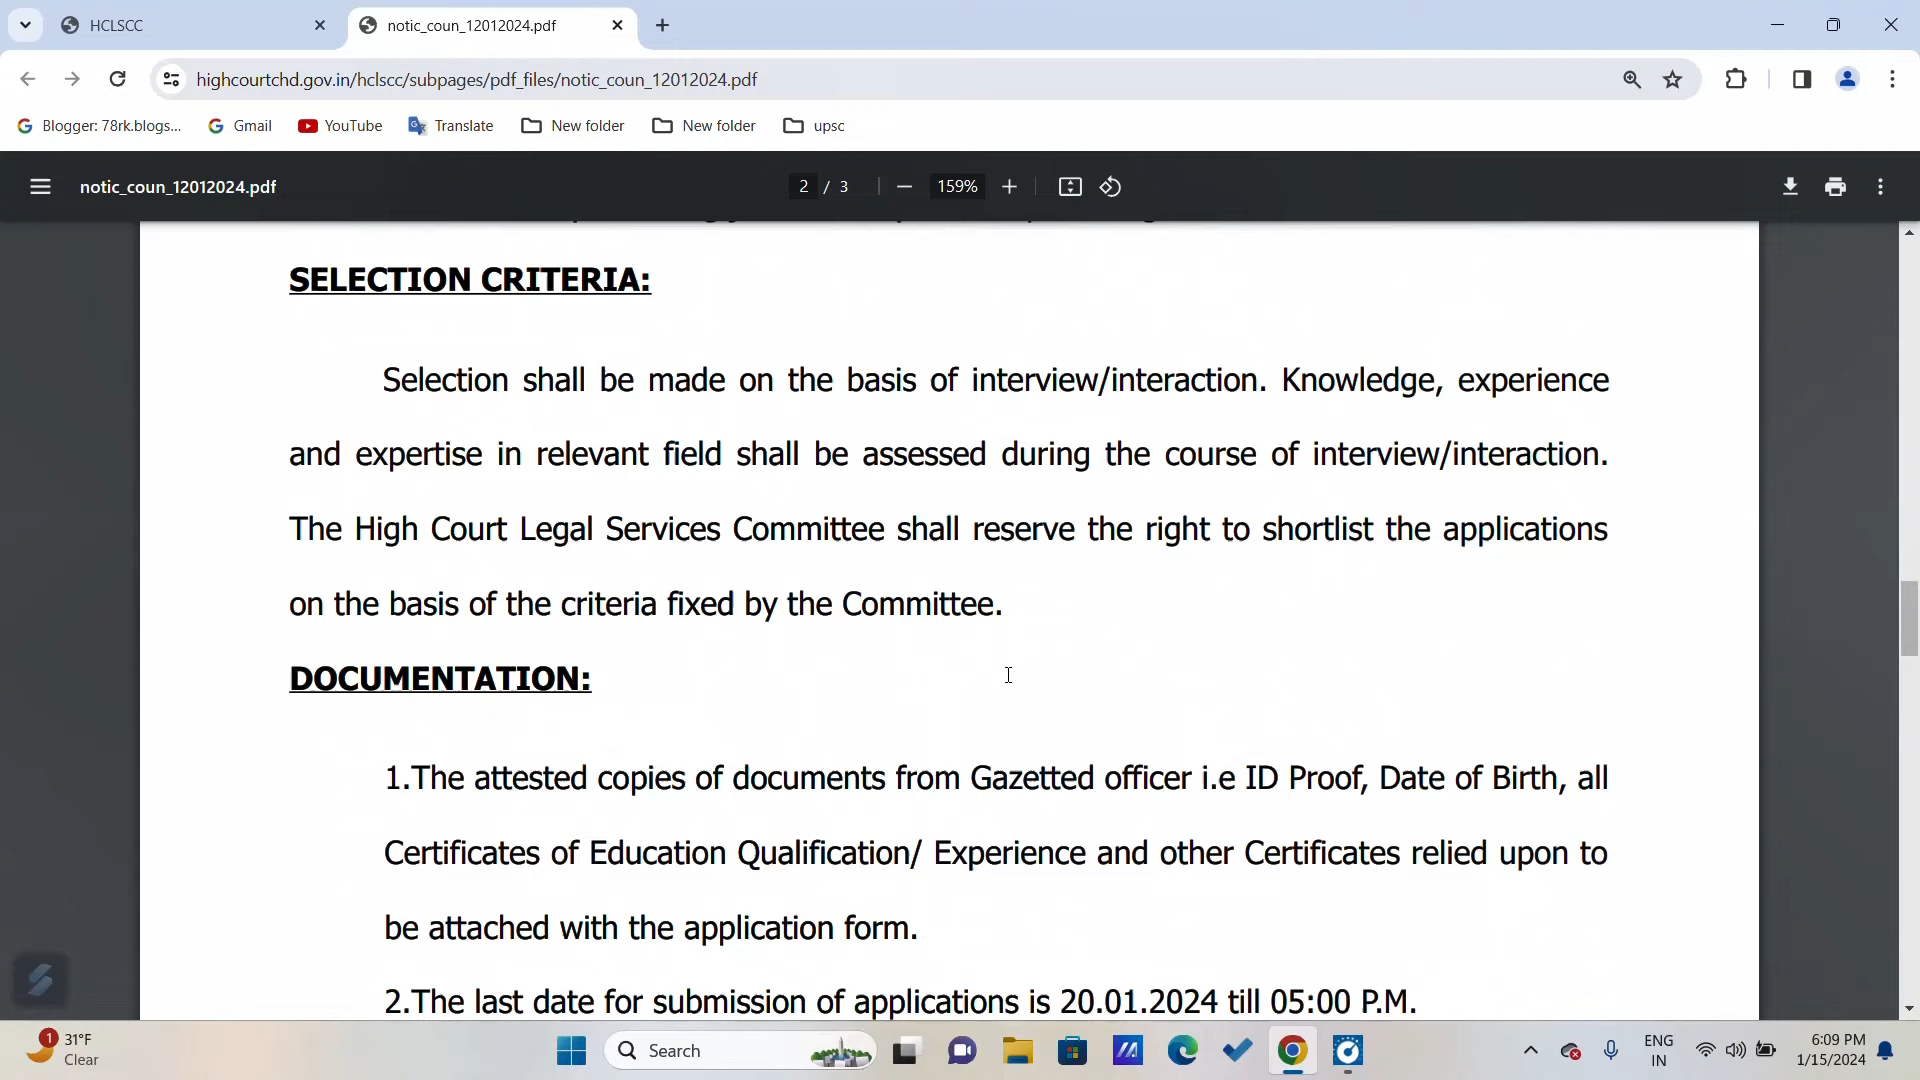 HCLSCC
notic_coun_12012024.pdf
highcourtchd.gov.in/hclscc/subpages/pdf_files/notic_coun_12012024.pdf
Blogger: 78rk.blogs... Gmail YouTube Translate New folder New folder upsc
notic_coun_12012024.pdf 2 / 3 159%
SELECTION CRITERIA:
Selection shall be made on the basis of interview/interaction. Knowledge, experience
and expertise in relevant field shall be assessed during the course of interview/interaction.
The High Court Legal Services Committee shall reserve the right to shortlist the applications
on the basis of the criteria fixed by the Committee.
DOCUMENTATION:
1.The attested copies of documents from Gazetted officer i.e ID Proof, Date of Birth, all
Certificates of Education Qualification/ Experience and other Certificates relied upon to
be attached with the application form.
2.The last date for submission of applications is 20.01.2024 till 05:00 P.M.
1
31°F
Clear
Search
ENG
IN
6:09 PM
1/15/2024